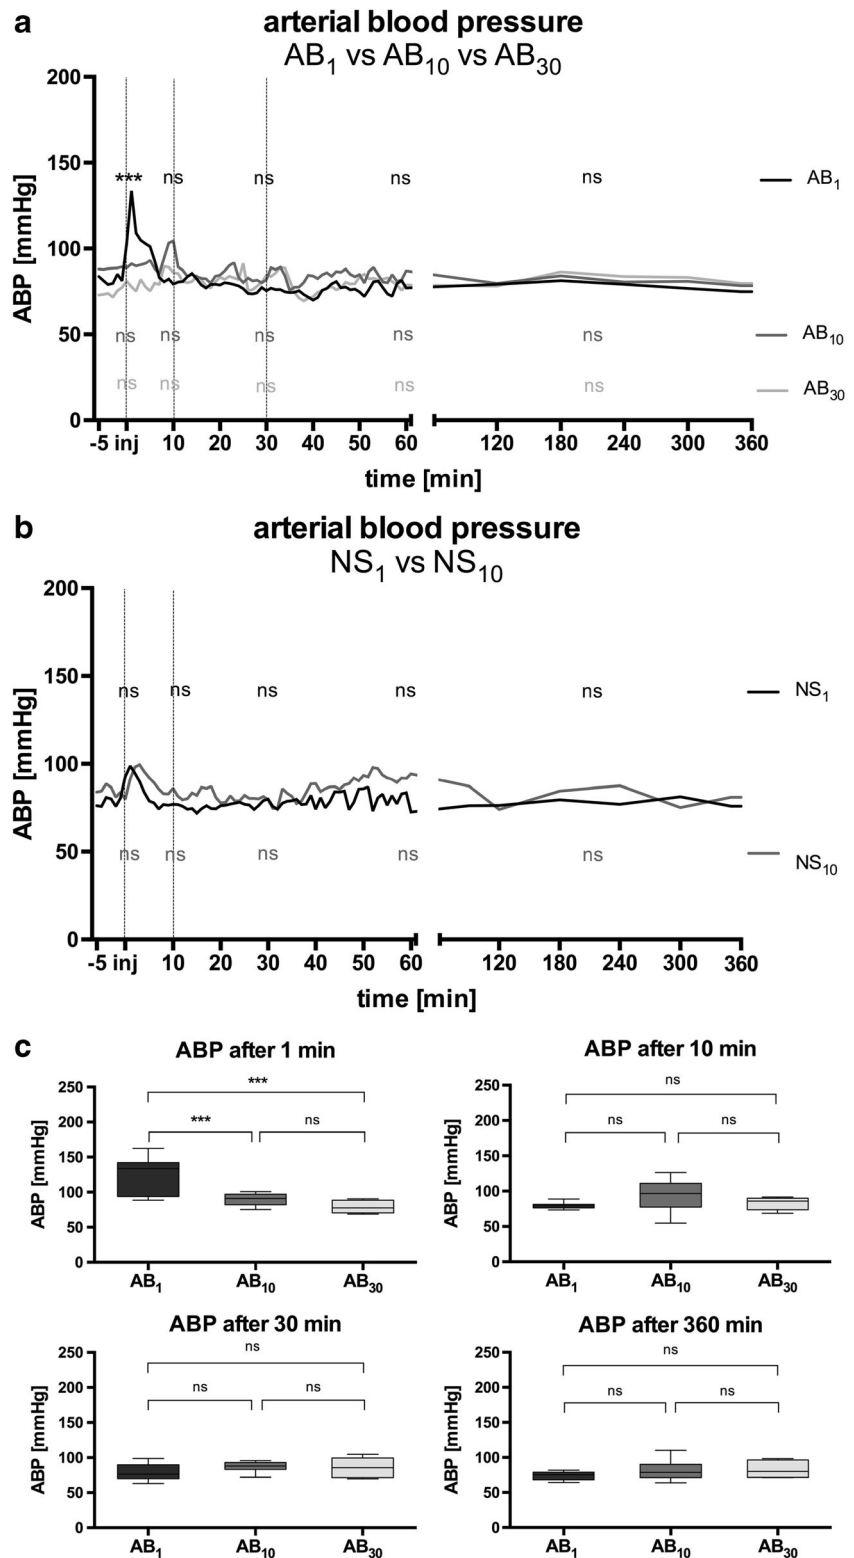 a
arterial blood pressure
AB1 vs AB10 vs AB30
ABP [mmHg]
200
150
100
50
0
*** ns ns ns ns
ns ns ns ns ns
ns ns ns ns ns
AB1
AB10
AB30
-5 inj 10 20 30 40 50 60 120 180 240 300 360
time [min]
b
arterial blood pressure
NS1 vs NS10
ABP [mmHg]
200
150
100
50
0
ns ns ns ns ns
ns ns ns ns ns
NS1
NS10
-5 inj 10 20 30 40 50 60 120 180 240 300 360
time [min]
c
ABP after 1 min
ABP [mmHg]
250
200
150
100
50
0
***
*** ns
AB1 AB10 AB30
ABP after 10 min
ABP [mmHg]
250
200
150
100
50
0
ns
ns ns
AB1 AB10 AB30
ABP after 30 min
ABP [mmHg]
250
200
150
100
50
0
ns
ns ns
AB1 AB10 AB30
ABP after 360 min
ABP [mmHg]
250
200
150
100
50
0
ns
ns ns
AB1 AB10 AB30